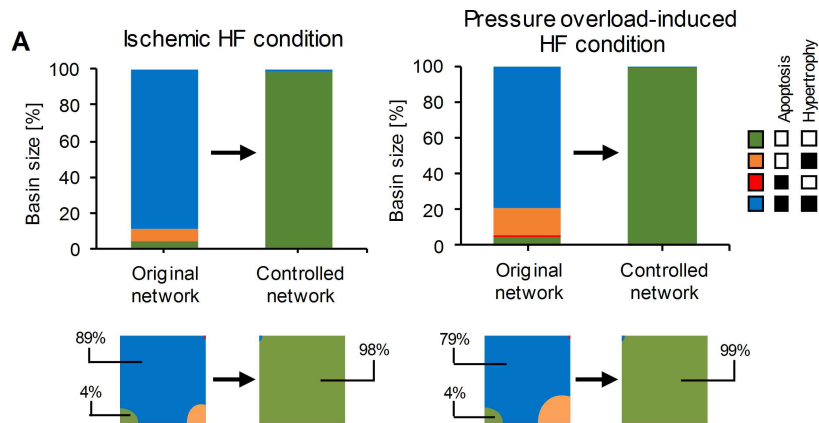 A
Ischemic HF condition
Pressure overload-induced
HF condition
Basin size [%]
100
80
60
40
20
0
Original
network
Controlled
network
Basin size [%]
100
80
60
40
20
0
Original
network
Controlled
network
Apoptosis
Hypertrophy
89%
4%
98%
79%
4%
99%